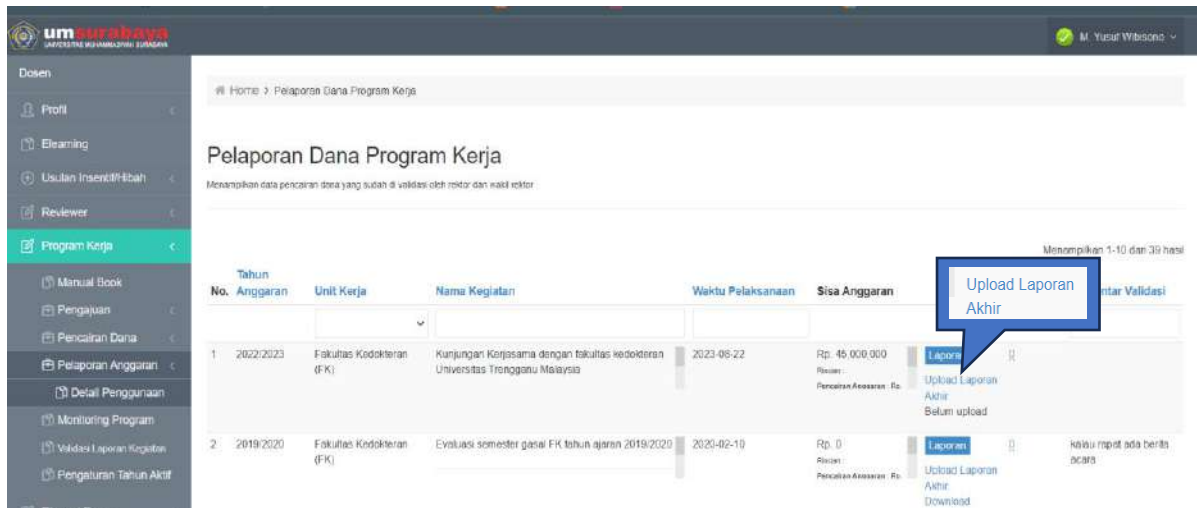 umsurabaya
UNIVERSITAS MUHAMMADIYAH SURABAYA
M. Yusuf Wibisono
Dosen
Profil
Elearning
Usulan Insentif/Hibah
Reviewer
Program Kerja
Manual Book
Pengajuan
Pencairan Dana
Pelaporan Anggaran
Detail Penggunaan
Monitoring Program
Validasi Laporan Kegiatan
Pengaturan Tahun Aktif
Home > Pelaporan Dana Program Kerja
Pelaporan Dana Program Kerja
Menampilkan data pencairan dana yang sudah di validasi oleh rektor dan wakil rektor
Menampilkan 1-10 dari 39 hasil
No. Tahun Anggaran Unit Kerja Nama Kegiatan Waktu Pelaksanaan Sisa Anggaran ntar Validasi
Upload Laporan
Akhir
1 2022/2023 Fakultas Kedokteran Kunjungan Kerjasama dengan fakultas kedokteran 2023-08-22 Rp. 45.000.000
(FK) Universitas Trengganu Malaysia
Rincian :
Pencairan Anggaran : Rp.
Upload Laporan
Akhir
Belum upload
2 2019/2020 Fakultas Kedokteran Evaluasi semester gasal FK tahun ajaran 2019/2020 2020-02-10 Rp. 0 Laporan kalau rapat ada berita
(FK) acara
Rincian :
Pencairan Anggaran : Rp.
Upload Laporan
Akhir
Download